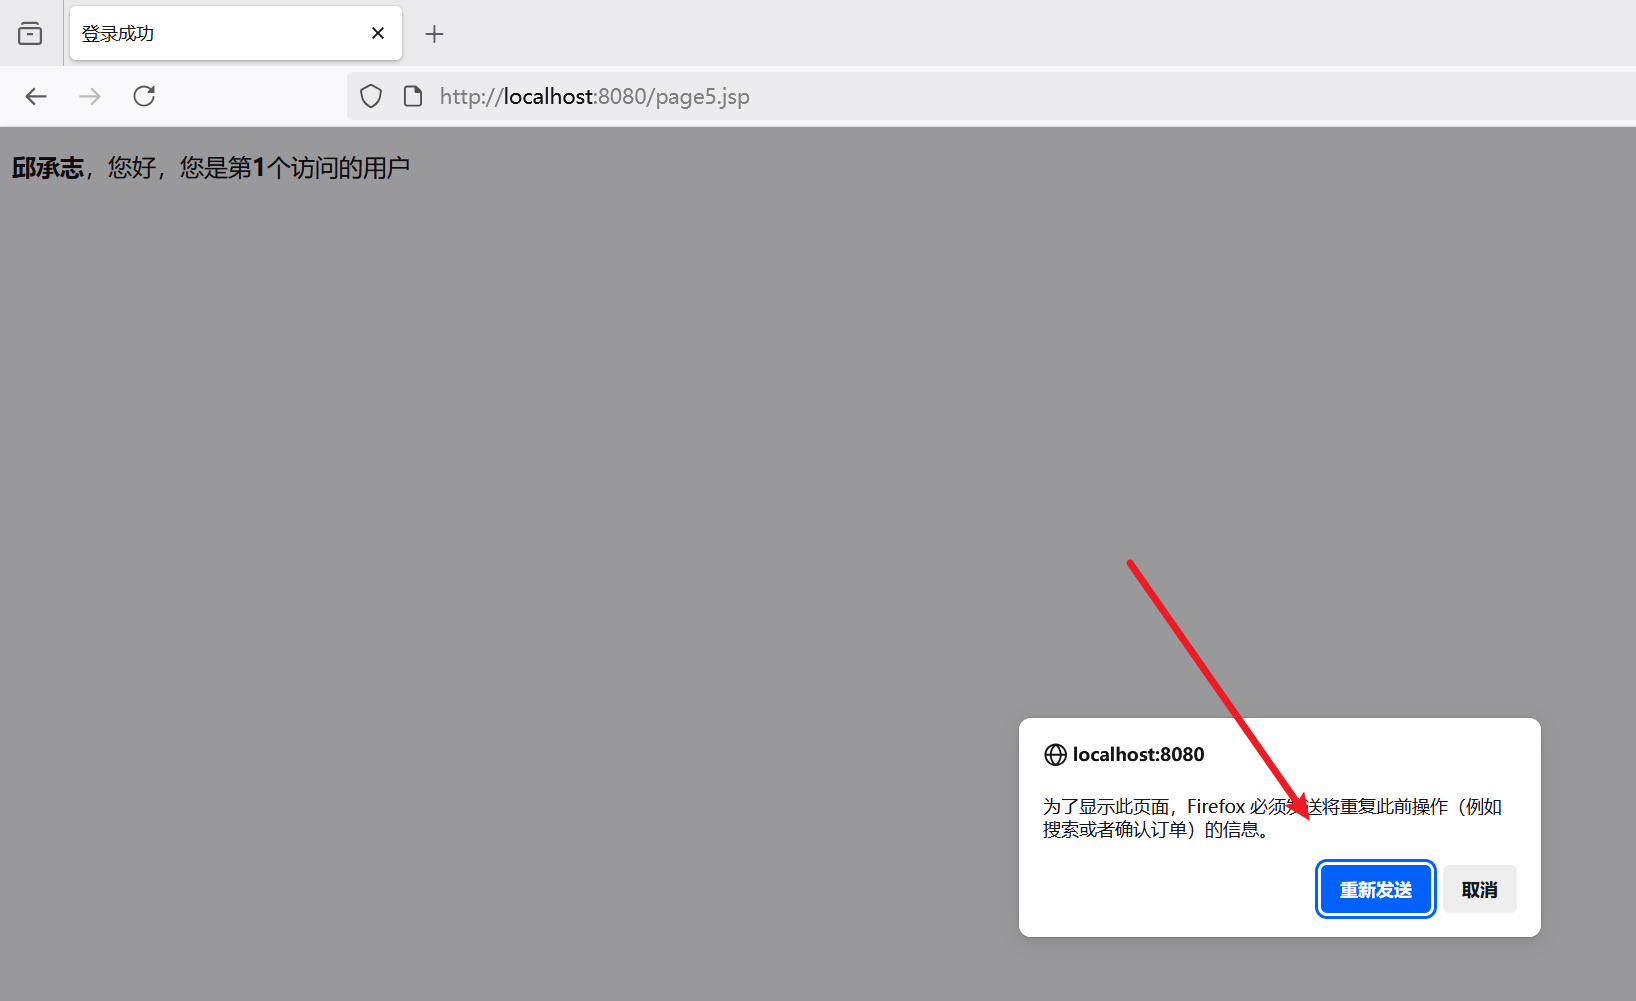 登录成功
http://localhost:8080/page5.jsp
邱承志，您好，您是第1个访问的用户
localhost:8080
为了显示此页面，Firefox 必须发送将重复此前操作（例如
搜索或者确认订单）的信息。
重新发送
取消